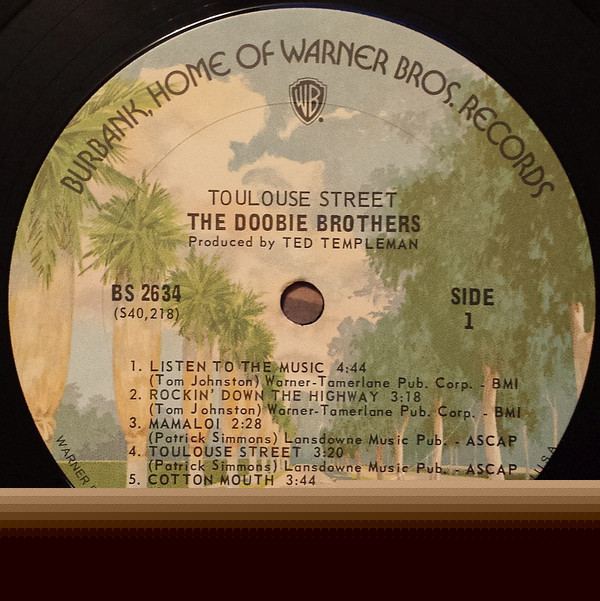 BURBANK, HOME OF WARNER BROS. RECORDS
WB
TOULOUSE STREET
THE DOOBIE BROTHERS
Produced by TED TEMPLEMAN
BS 2634
(S40,218)
SIDE
1
1. LISTEN TO THE MUSIC 4:44
(Tom Johnston) Warner-Tamerlane Pub. Corp. - BMI
2. ROCKIN' DOWN THE HIGHWAY 3:18
(Tom Johnston) Warner-Tamerlane Pub. Corp. - BMI
3. MAMALOI 2:28
(Patrick Simmons) Lansdowne Music Pub. - ASCAP
4. TOULOUSE STREET 3:20
(Patrick Simmons) Lansdowne Music Pub. - ASCAP
5. COTTON MOUTH 3:44
WARNER
USA